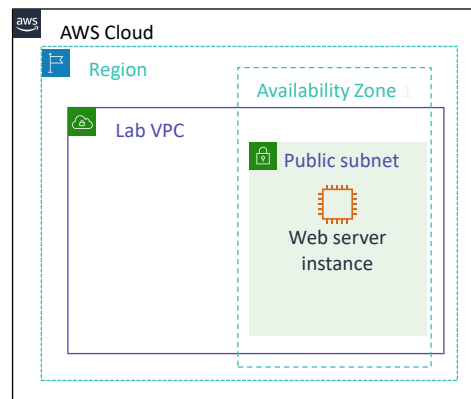 aws
AWS Cloud
Region
Availability Zone 1
Lab VPC
Public subnet
Web server
instance